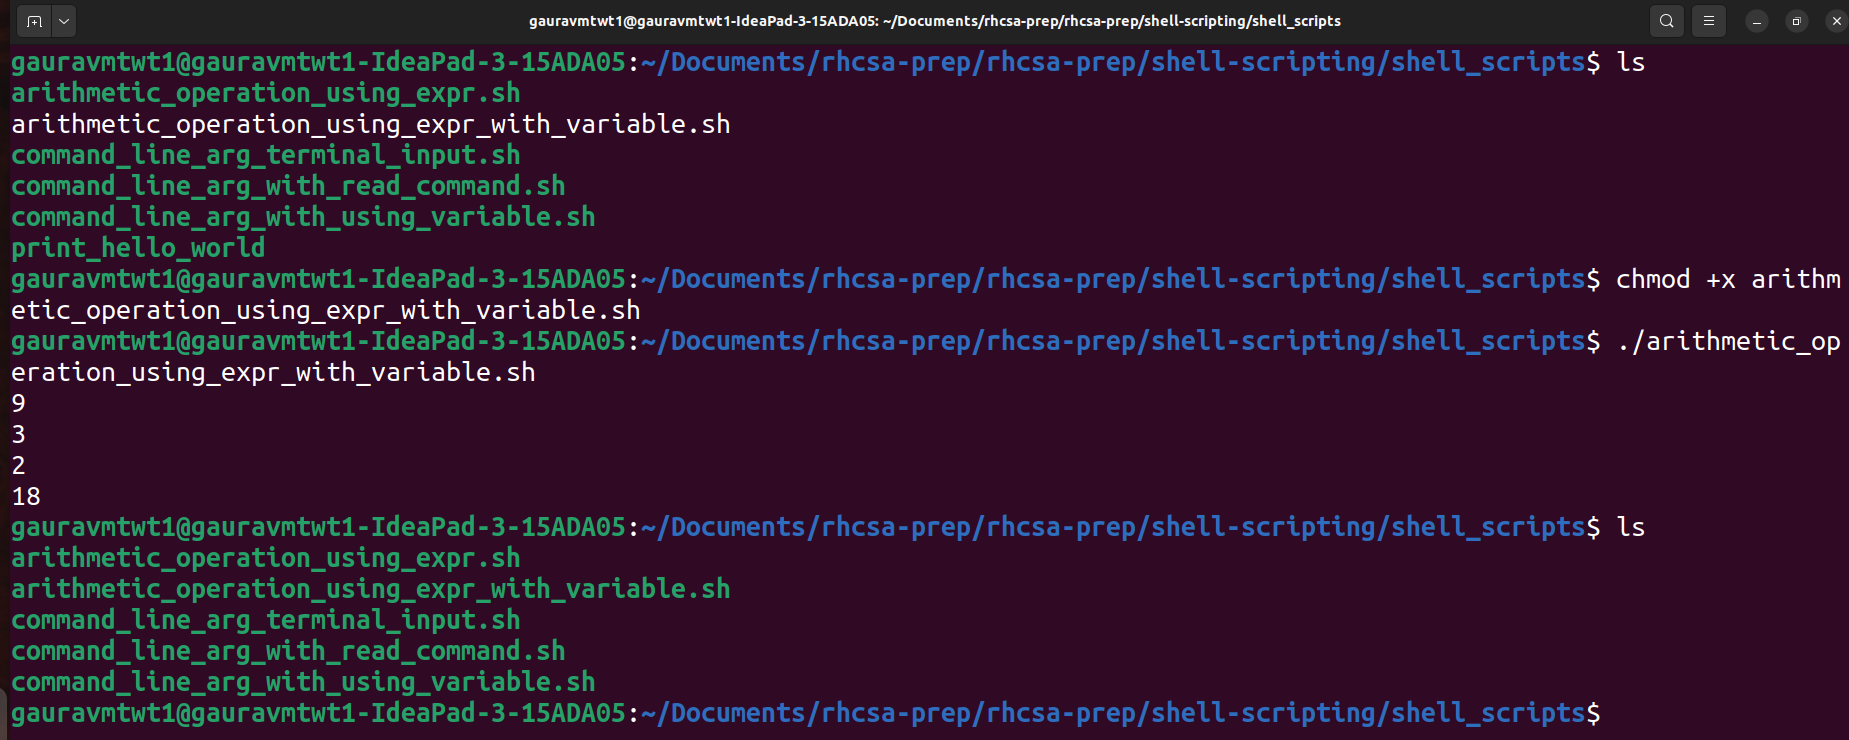 gauravmtwt1@gauravmtwt1-IdeaPad-3-15ADA05: ~/Documents/rhcsa-prep/rhcsa-prep/shell-scripting/shell_scripts
gauravmtwt1@gauravmtwt1-IdeaPad-3-15ADA05:~/Documents/rhcsa-prep/rhcsa-prep/shell-scripting/shell_scripts$ ls
arithmetic_operation_using_expr.sh
arithmetic_operation_using_expr_with_variable.sh
command_line_arg_terminal_input.sh
command_line_arg_with_read_command.sh
command_line_arg_with_using_variable.sh
print_hello_world
gauravmtwt1@gauravmtwt1-IdeaPad-3-15ADA05:~/Documents/rhcsa-prep/rhcsa-prep/shell-scripting/shell_scripts$ chmod +x arithm
etic_operation_using_expr_with_variable.sh
gauravmtwt1@gauravmtwt1-IdeaPad-3-15ADA05:~/Documents/rhcsa-prep/rhcsa-prep/shell-scripting/shell_scripts$ ./arithmetic_op
eration_using_expr_with_variable.sh
9
3
2
18
gauravmtwt1@gauravmtwt1-IdeaPad-3-15ADA05:~/Documents/rhcsa-prep/rhcsa-prep/shell-scripting/shell_scripts$ ls
arithmetic_operation_using_expr.sh
arithmetic_operation_using_expr_with_variable.sh
command_line_arg_terminal_input.sh
command_line_arg_with_read_command.sh
command_line_arg_with_using_variable.sh
gauravmtwt1@gauravmtwt1-IdeaPad-3-15ADA05:~/Documents/rhcsa-prep/rhcsa-prep/shell-scripting/shell_scripts$